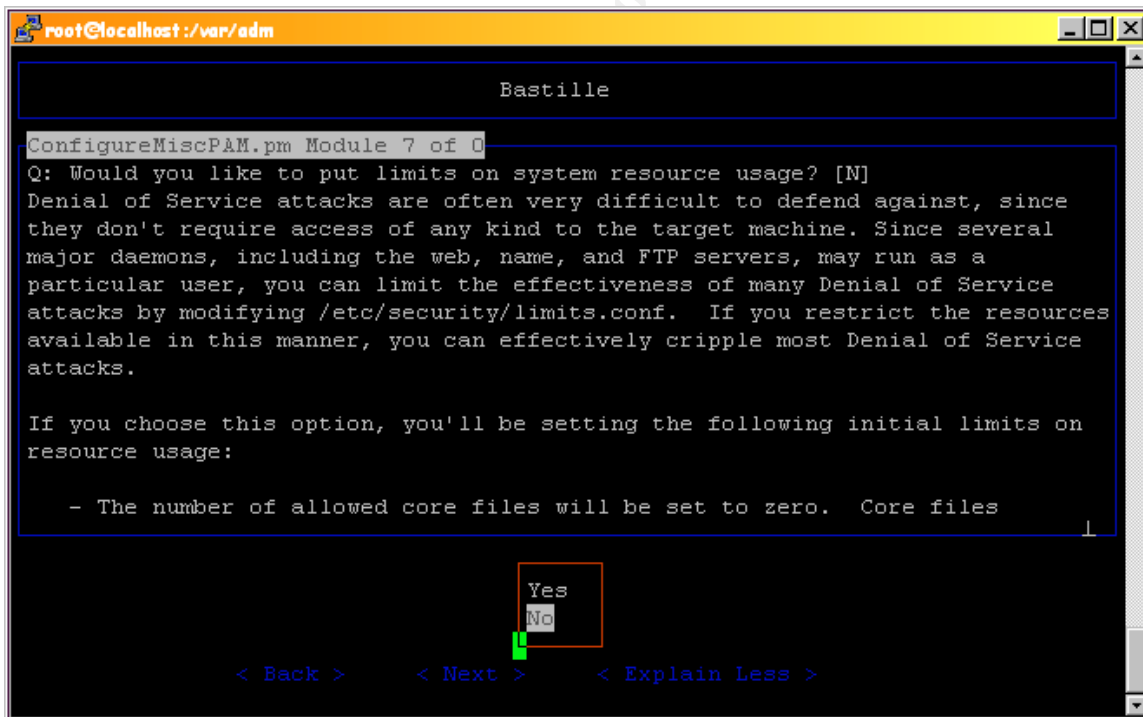 root@localhost:/var/adm
Bastille
ConfigureMiscPAM.pm Module 7 of 0
Q: Would you like to put limits on system resource usage? [N]
Denial of Service attacks are often very difficult to defend against, since
they don't require access of any kind to the target machine. Since several
major daemons, including the web, name, and FTP servers, may run as a
particular user, you can limit the effectiveness of many Denial of Service
attacks by modifying /etc/security/limits.conf.  If you restrict the resources
available in this manner, you can effectively cripple most Denial of Service
attacks.
If you choose this option, you'll be setting the following initial limits on
resource usage:
- The number of allowed core files will be set to zero.  Core files
Yes
No
< Back > < Next > < Explain Less >